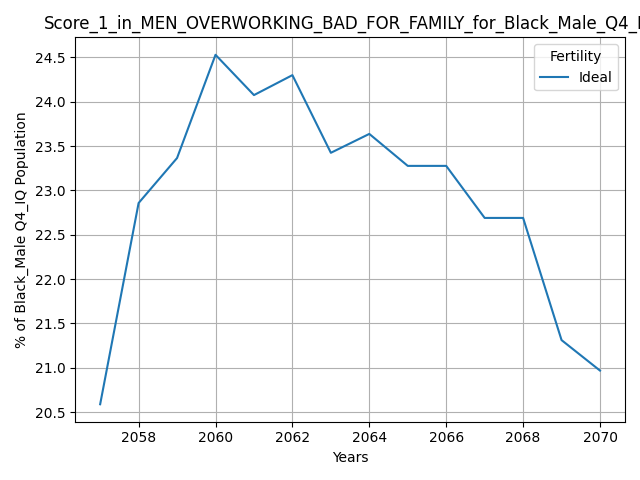 Score_1_in_MEN_OVERWORKING_BAD_FOR_FAMILY_for_Black_Male_Q4_I
Fertility
Ideal
24.5
24.0
23.5
23.0
22.5
22.0
21.5
21.0
20.5
% of Black_Male Q4_IQ Population
2058 2060 2062 2064 2066 2068 2070
Years